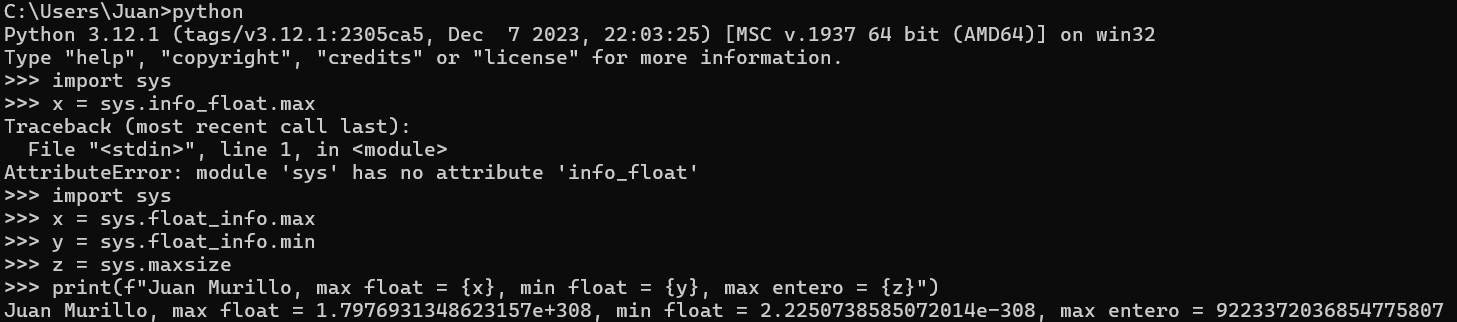 C:\Users\Juan>python
Python 3.12.1 (tags/v3.12.1:2305ca5, Dec  7 2023, 22:03:25) [MSC v.1937 64 bit (AMD64)] on win32
Type "help", "copyright", "credits" or "license" for more information.
>>> import sys
>>> x = sys.info_float.max
Traceback (most recent call last):
  File "<stdin>", line 1, in <module>
AttributeError: module 'sys' has no attribute 'info_float'
>>> import sys
>>> x = sys.float_info.max
>>> y = sys.float_info.min
>>> z = sys.maxsize
>>> print(f"Juan Murillo, max float = {x}, min float = {y}, max entero = {z}")
Juan Murillo, max float = 1.7976931348623157e+308, min float = 2.2250738585072014e-308, max entero = 9223372036854775807